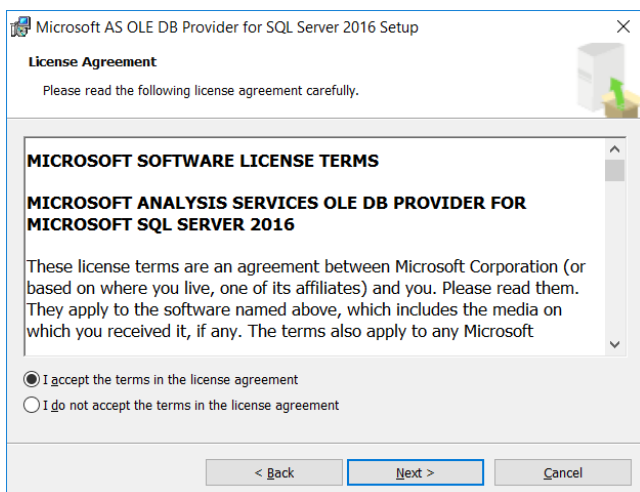 Microsoft AS OLE DB Provider for SQL Server 2016 Setup
License Agreement
Please read the following license agreement carefully.
MICROSOFT SOFTWARE LICENSE TERMS
MICROSOFT ANALYSIS SERVICES OLE DB PROVIDER FOR
MICROSOFT SQL SERVER 2016
These license terms are an agreement between Microsoft Corporation (or
based on where you live, one of its affiliates) and you. Please read them.
They apply to the software named above, which includes the media on
which you received it, if any. The terms also apply to any Microsoft
I accept the terms in the license agreement
I do not accept the terms in the license agreement
< Back Next > Cancel